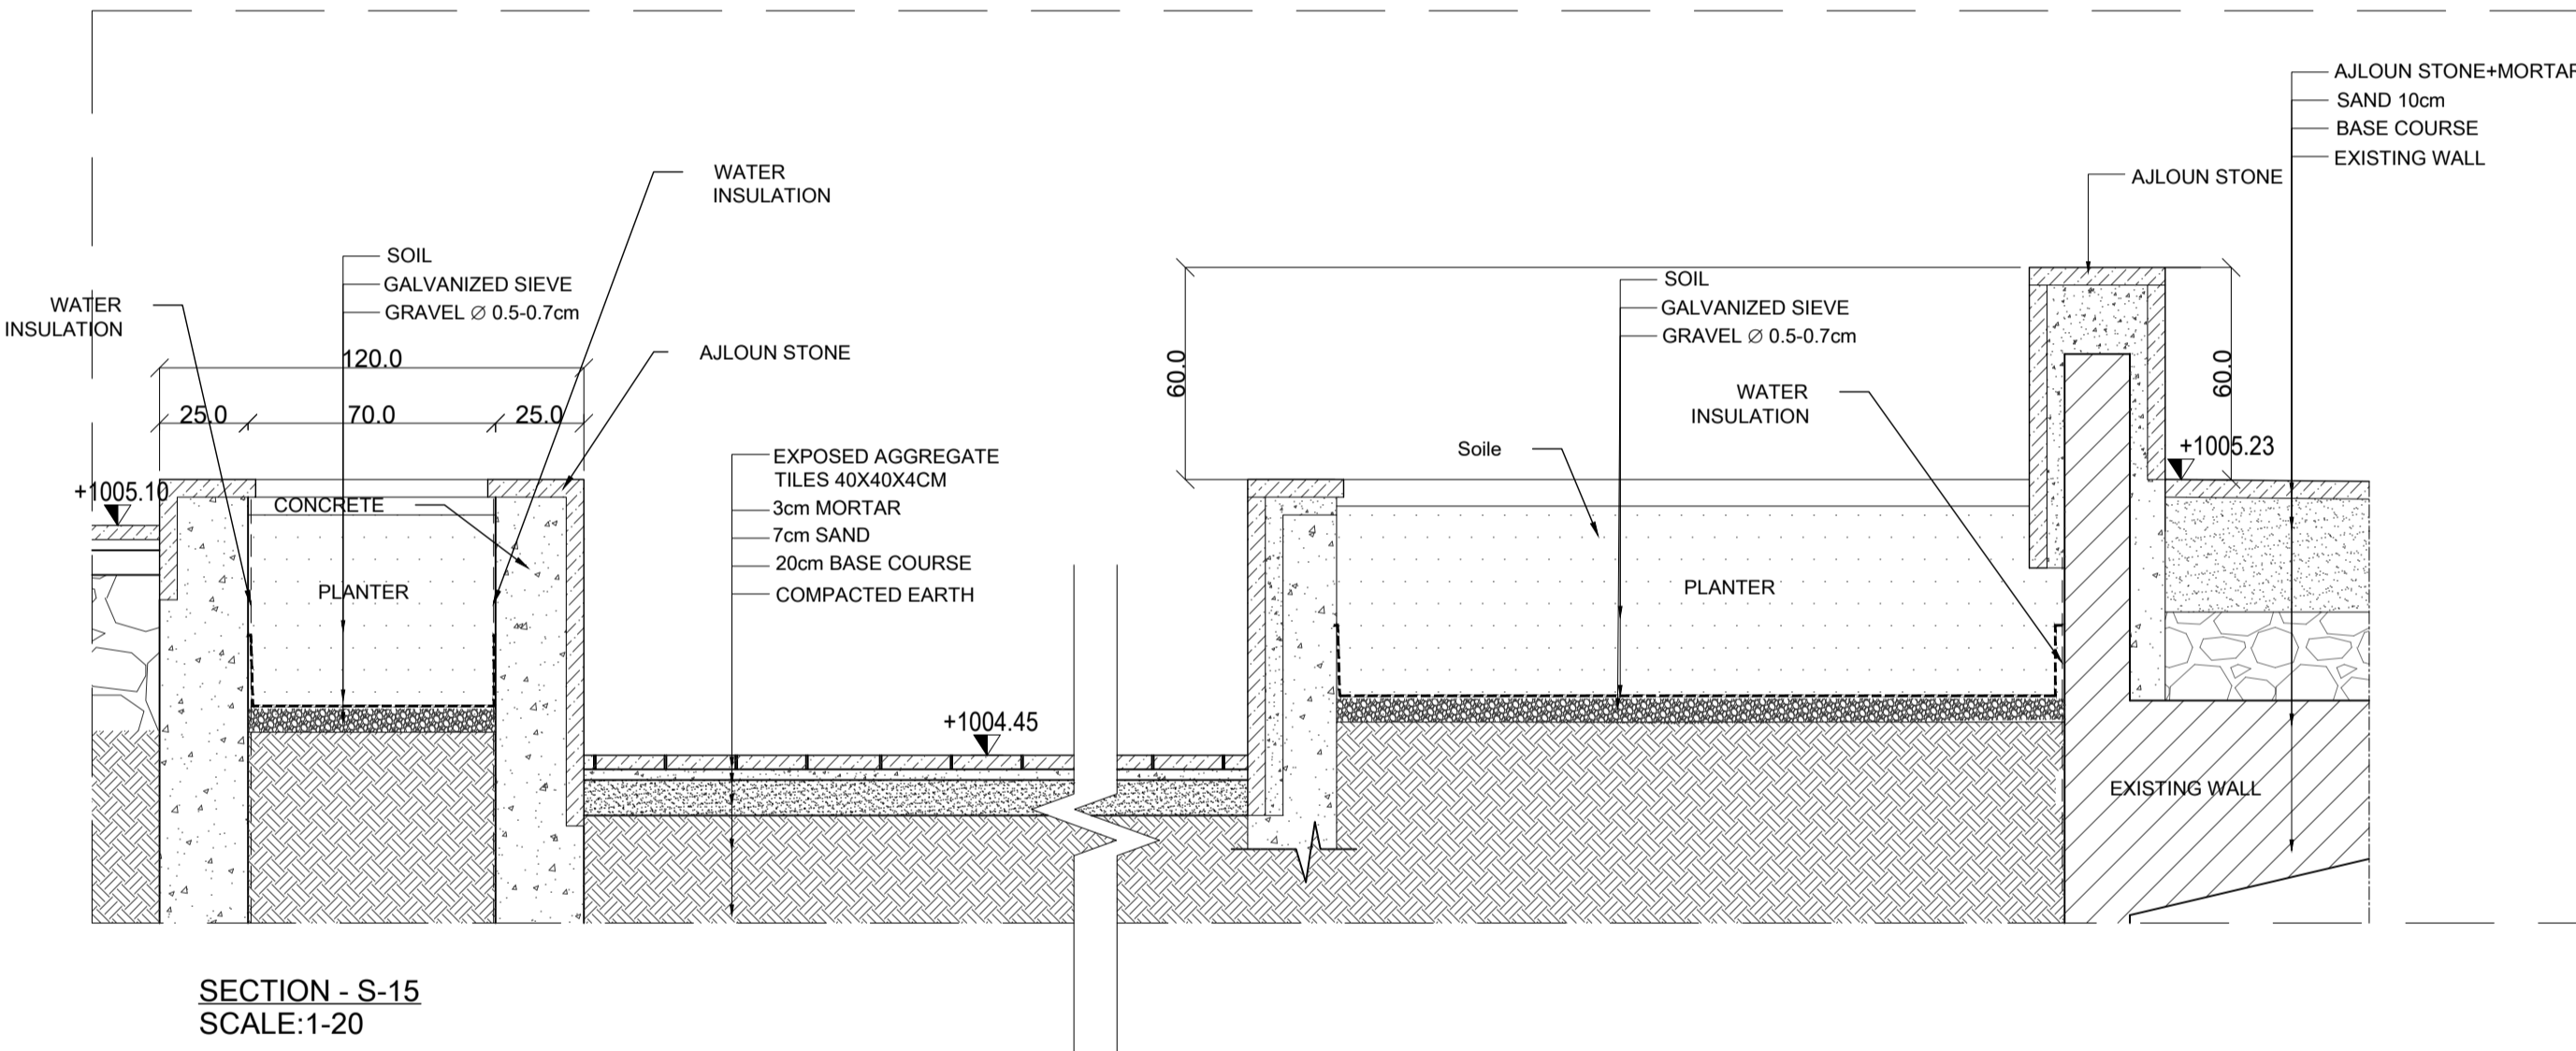 AJLOUN STONE+MORTAR
SAND 10cm
BASE COURSE
EXISTING WALL
AJLOUN STONE
WATER
INSULATION
SOIL
GALVANIZED SIEVE
GRAVEL ∅ 0.5-0.7cm
WATER
INSULATION
120.0
AJLOUN STONE
25.0
70.0
25.0
+1005.10
CONCRETE
PLANTER
EXPOSED AGGREGATE
TILES 40X40X4CM
3cm MORTAR
7cm SAND
20cm BASE COURSE
COMPACTED EARTH
+1004.45
60.0
SOIL
GALVANIZED SIEVE
GRAVEL ∅ 0.5-0.7cm
WATER
INSULATION
Soile
PLANTER
60.0
+1005.23
EXISTING WALL
SECTION - S-15
SCALE:1-20